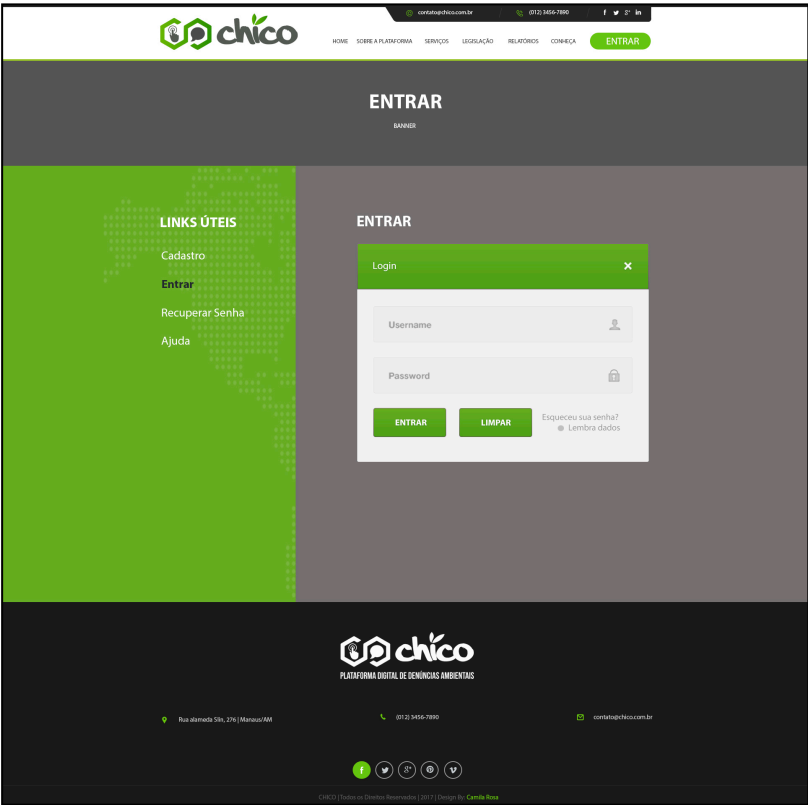 contato@chico.com.br
(012) 3456-7890
chico
HOME SOBRE A PLATAFORMA SERVIÇOS LEGISLAÇÃO RELATÓRIOS CONHEÇA ENTRAR
ENTRAR
BANNER
LINKS ÚTEIS
Cadastro
Entrar
Recuperar Senha
Ajuda
ENTRAR
Login
Username
Password
ENTRAR LIMPAR
Esqueceu sua senha?
Lembra dados
chico
PLATAFORMA DIGITAL DE DENÚNCIAS AMBIENTAIS
Rua alameda Slin, 276 | Manaus/AM
(012) 3456-7890
contato@chico.com.br
CHICO | Todos os Direitos Reservados | 2017 | Design By: Camila Rosa